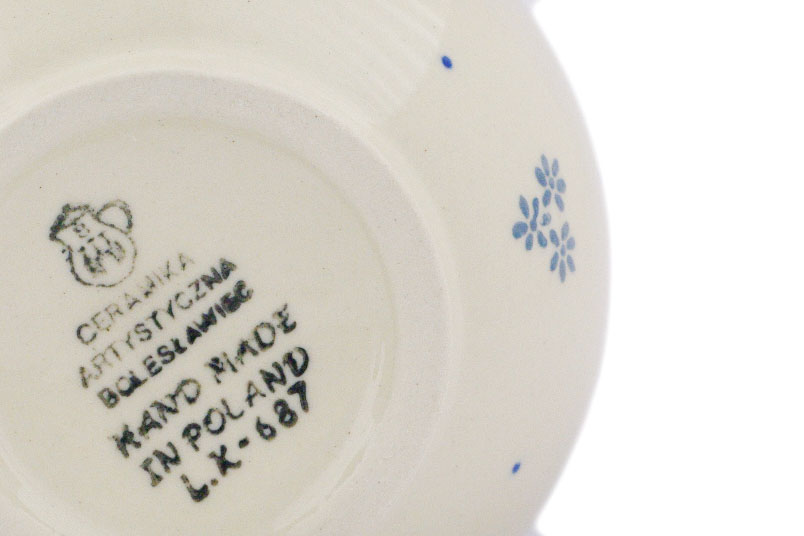 CERAMIKA
ARTYSTYCZNA
BOLESŁAWIEC
HAND MADE
IN POLAND
L.X-687